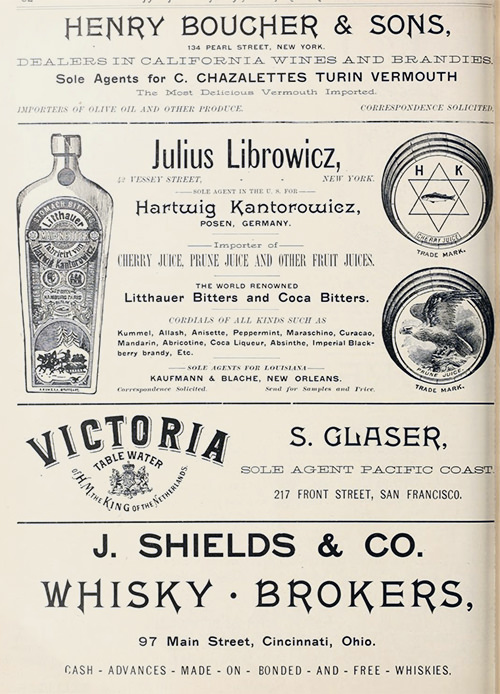 HENRY BOUCHER & SONS,
134 PEARL STREET, NEW YORK.
DEALERS IN CALIFORNIA WINES AND BRANDIES.
Sole Agents for C. CHAZALETTES TURIN VERMOUTH
The Most Delicious Vermouth Imported.
IMPORTERS OF OLIVE OIL AND OTHER PRODUCE. CORRESPONDENCE SOLICITED.
Julius Librowicz,
42 VESSEY STREET, - - NEW YORK.
SOLE AGENT IN THE U. S. FOR
Hartwig Kantorowicz,
POSEN, GERMANY.
Importer of
CHERRY JUICE, PRUNE JUICE AND OTHER FRUIT JUICES.
THE WORLD RENOWNED
Litthauer Bitters and Coca Bitters.
CORDIALS OF ALL KINDS SUCH AS
Kummel, Allash, Anisette, Peppermint, Maraschino, Curacao,
Mandarin, Abricotine, Coca Liqueur, Absinthe, Imperial Black-
berry brandy, Etc.
SOLE AGENTS FOR LOUISIANA
KAUFMANN & BLACHE, NEW ORLEANS.
Correspondence Solicited. Send for Samples and Price.
STOMACH BITTERS
Litthauer
Hartwig Kantorowicz
H K
CHERRY JUICE
TRADE MARK.
PRUNE JUICE.
TRADE MARK.
VICTORIA
TABLE WATER
of H.M. THE KING OF THE NETHERLANDS.
S. GLASER,
SOLE AGENT PACIFIC COAST.
217 FRONT STREET, SAN FRANCISCO.
J. SHIELDS & CO.
WHISKY · BROKERS,
97 Main Street, Cincinnati, Ohio.
CASH - ADVANCES - MADE - ON - BONDED - AND - FREE - WHISKIES.